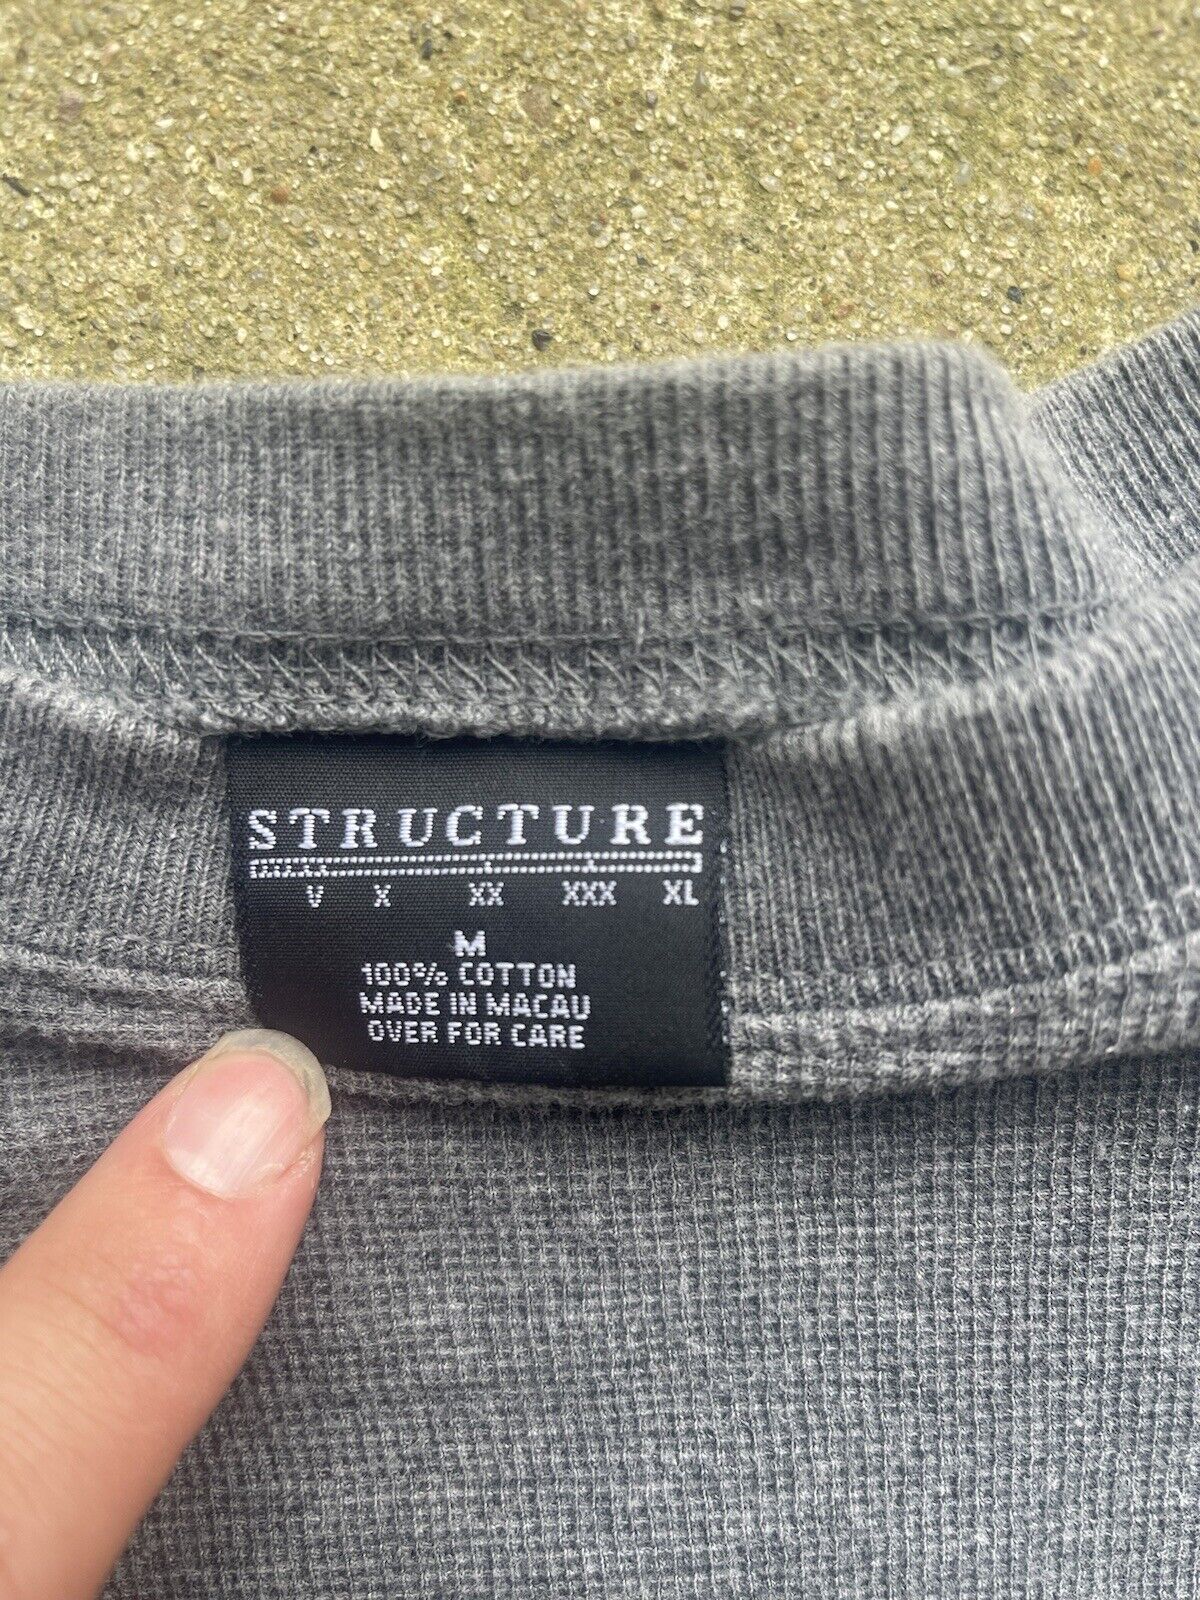 STRUCTURE
V X XX XXX XL
M
100% COTTON
MADE IN MACAU
OVER FOR CARE